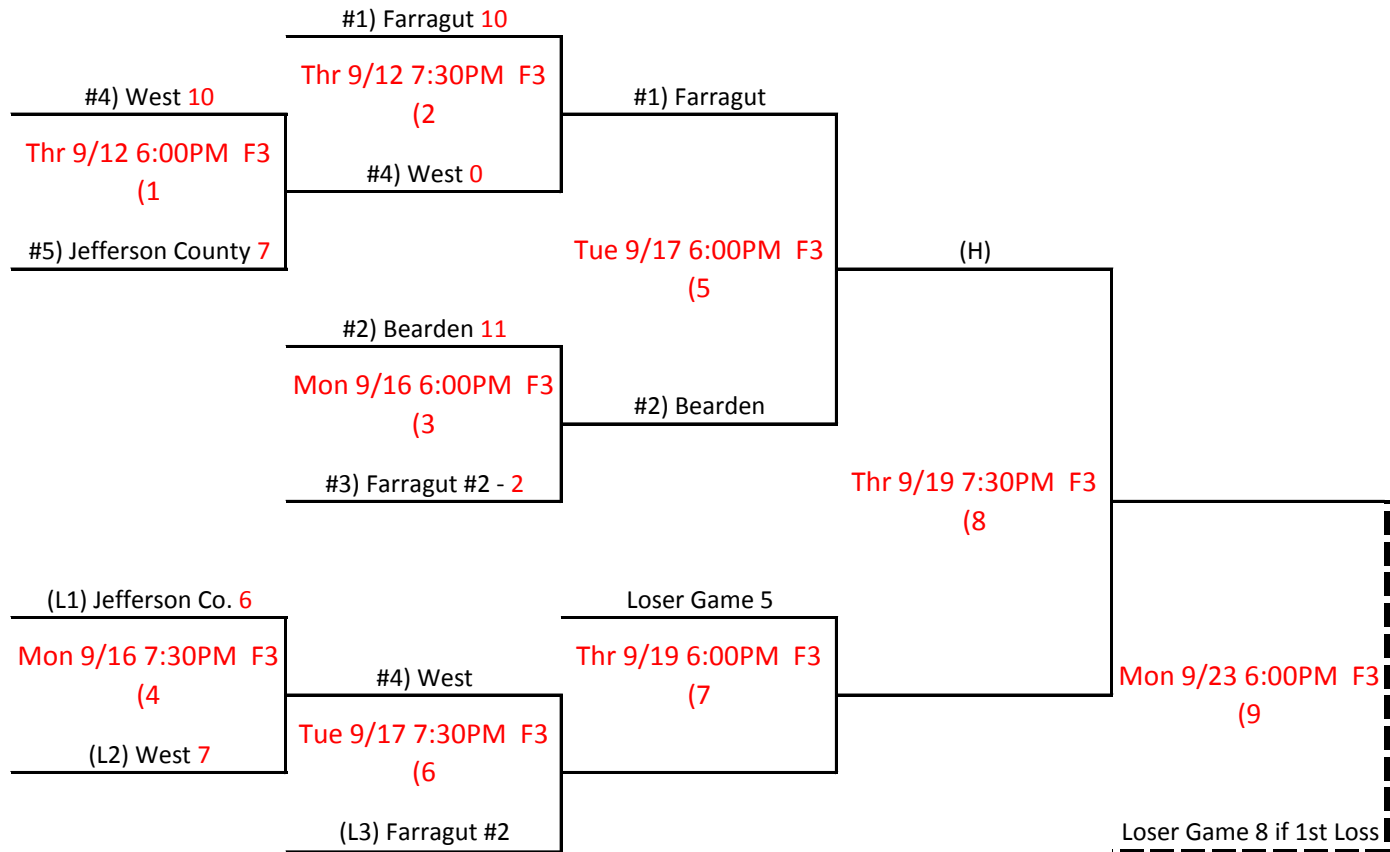 #1) Farragut 10
Thr 9/12 7:30PM F3
(2
#4) West 10
#1) Farragut
Thr 9/12 6:00PM F3
(1
#4) West 0
#5) Jefferson County 7
Tue 9/17 6:00PM F3
(5
(H)
#2) Bearden 11
Mon 9/16 6:00PM F3
(3
#2) Bearden
#3) Farragut #2 - 2
Thr 9/19 7:30PM F3
(8
(L1) Jefferson Co. 6
Loser Game 5
Mon 9/16 7:30PM F3
(4
#4) West
Thr 9/19 6:00PM F3
(7
Mon 9/23 6:00PM F3
(9
(L2) West 7
Tue 9/17 7:30PM F3
(6
(L3) Farragut #2
Loser Game 8 if 1st Loss